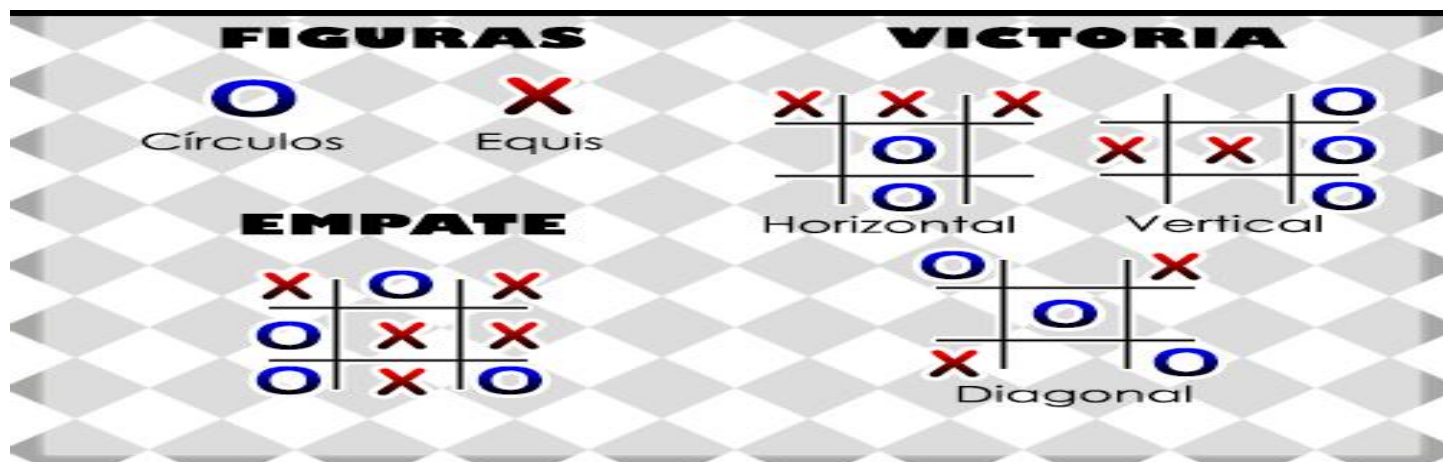 FIGURAS
Círculos Equis
EMPATE
VICTORIA
Horizontal Vertical
Diagonal